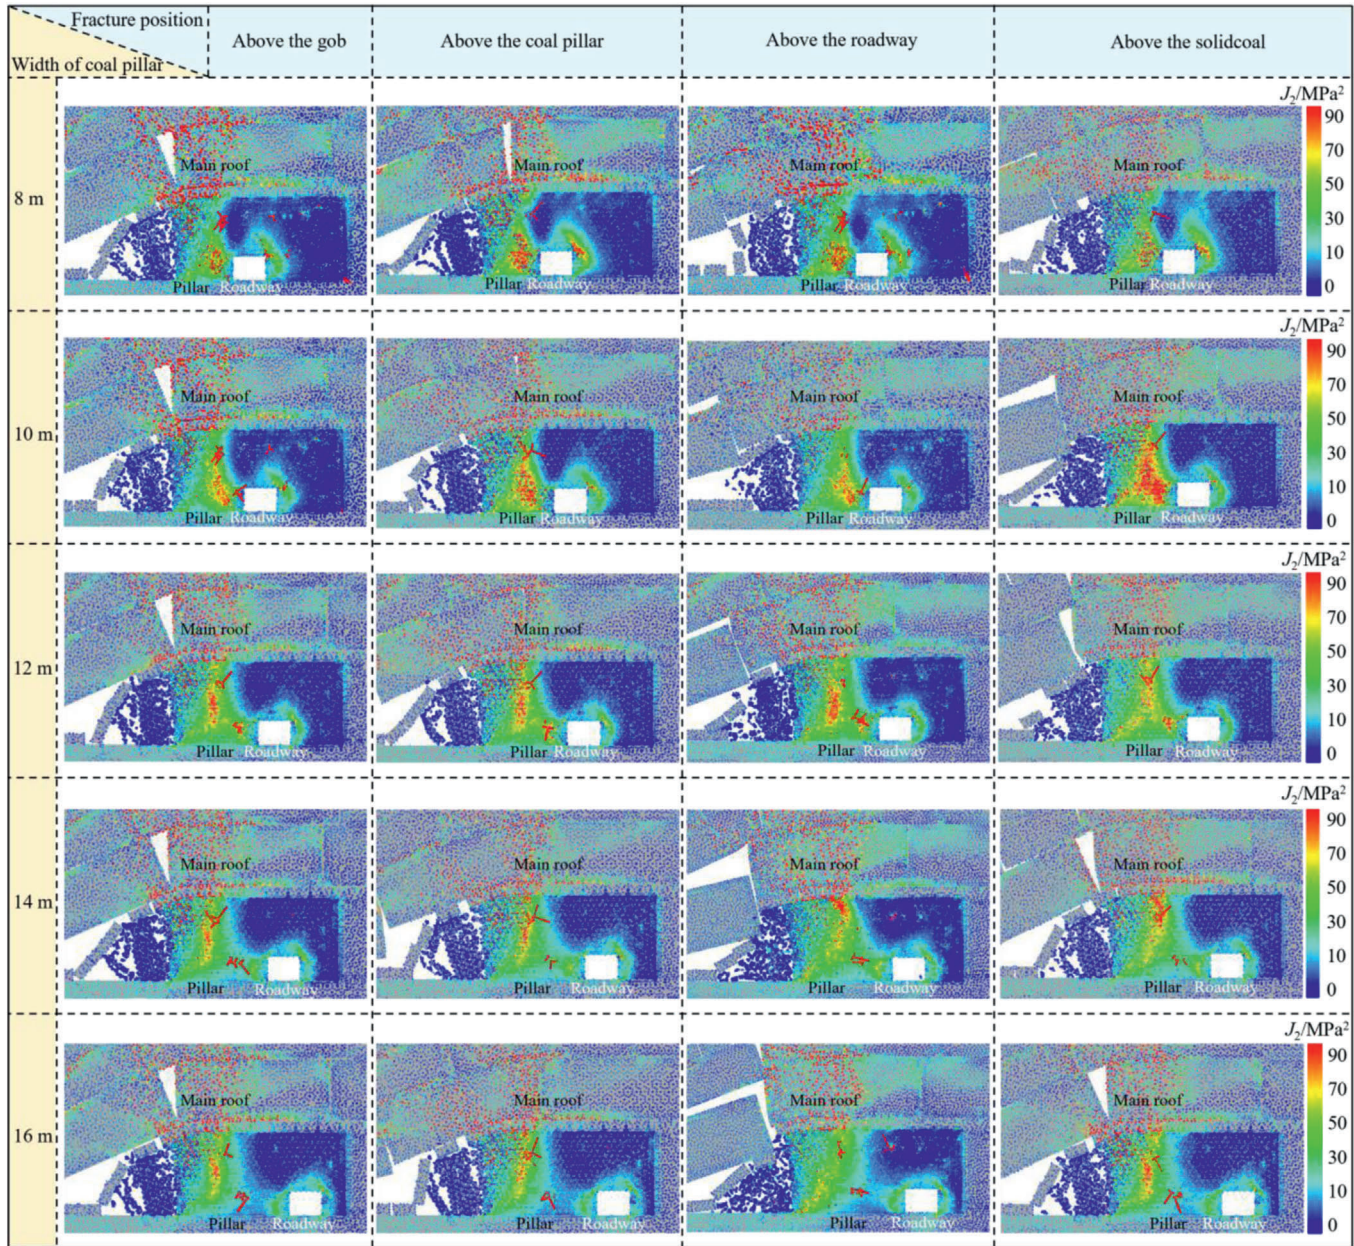 Fracture position
Width of coal pillar
Above the gob
Above the coal pillar
Above the roadway
Above the solidcoal
8 m
Main roof
Pillar Roadway
Main roof
Pillar Roadway
Main roof
Pillar Roadway
Main roof
Pillar Roadway
J2/MPa2
90
70
50
30
10
0
10 m
Main roof
Pillar Roadway
Main roof
Pillar Roadway
Main roof
Pillar Roadway
Main roof
Pillar Roadway
J2/MPa2
90
70
50
30
10
0
12 m
Main roof
Pillar Roadway
Main roof
Pillar Roadway
Main roof
Pillar Roadway
Main roof
Pillar Roadway
J2/MPa2
90
70
50
30
10
0
14 m
Main roof
Pillar Roadway
Main roof
Pillar Roadway
Main roof
Pillar Roadway
Main roof
Pillar Roadway
J2/MPa2
90
70
50
30
10
0
16 m
Main roof
Pillar Roadway
Main roof
Pillar Roadway
Main roof
Pillar Roadway
Main roof
Pillar Roadway
J2/MPa2
90
70
50
30
10
0